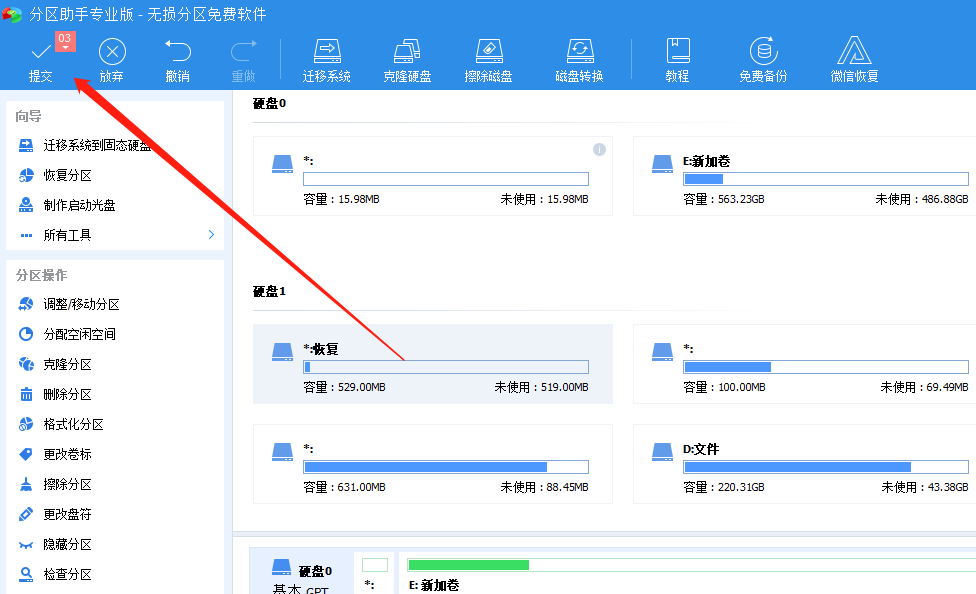 分区助手专业版 - 无损分区免费软件
03
提交 放弃 撤销 重做 迁移系统 克隆硬盘 擦除磁盘 磁盘转换 教程 免费备份 微信恢复
向导
迁移系统到固态硬盘
恢复分区
制作启动光盘
所有工具
分区操作
调整/移动分区
分配空闲空间
克隆分区
删除分区
格式化分区
更改卷标
擦除分区
更改盘符
隐藏分区
检查分区
硬盘0
*:
容量：15.98MB 未使用：15.98MB
E:新加卷
容量：563.23GB 未使用：486.88GB
硬盘1
*:恢复
容量：529.00MB 未使用：519.00MB
*:
容量：100.00MB 未使用：69.49MB
*:
容量：631.00MB 未使用：88.45MB
D:文件
容量：220.31GB 未使用：43.38GB
硬盘0
基本 GPT
*:
E: 新加卷